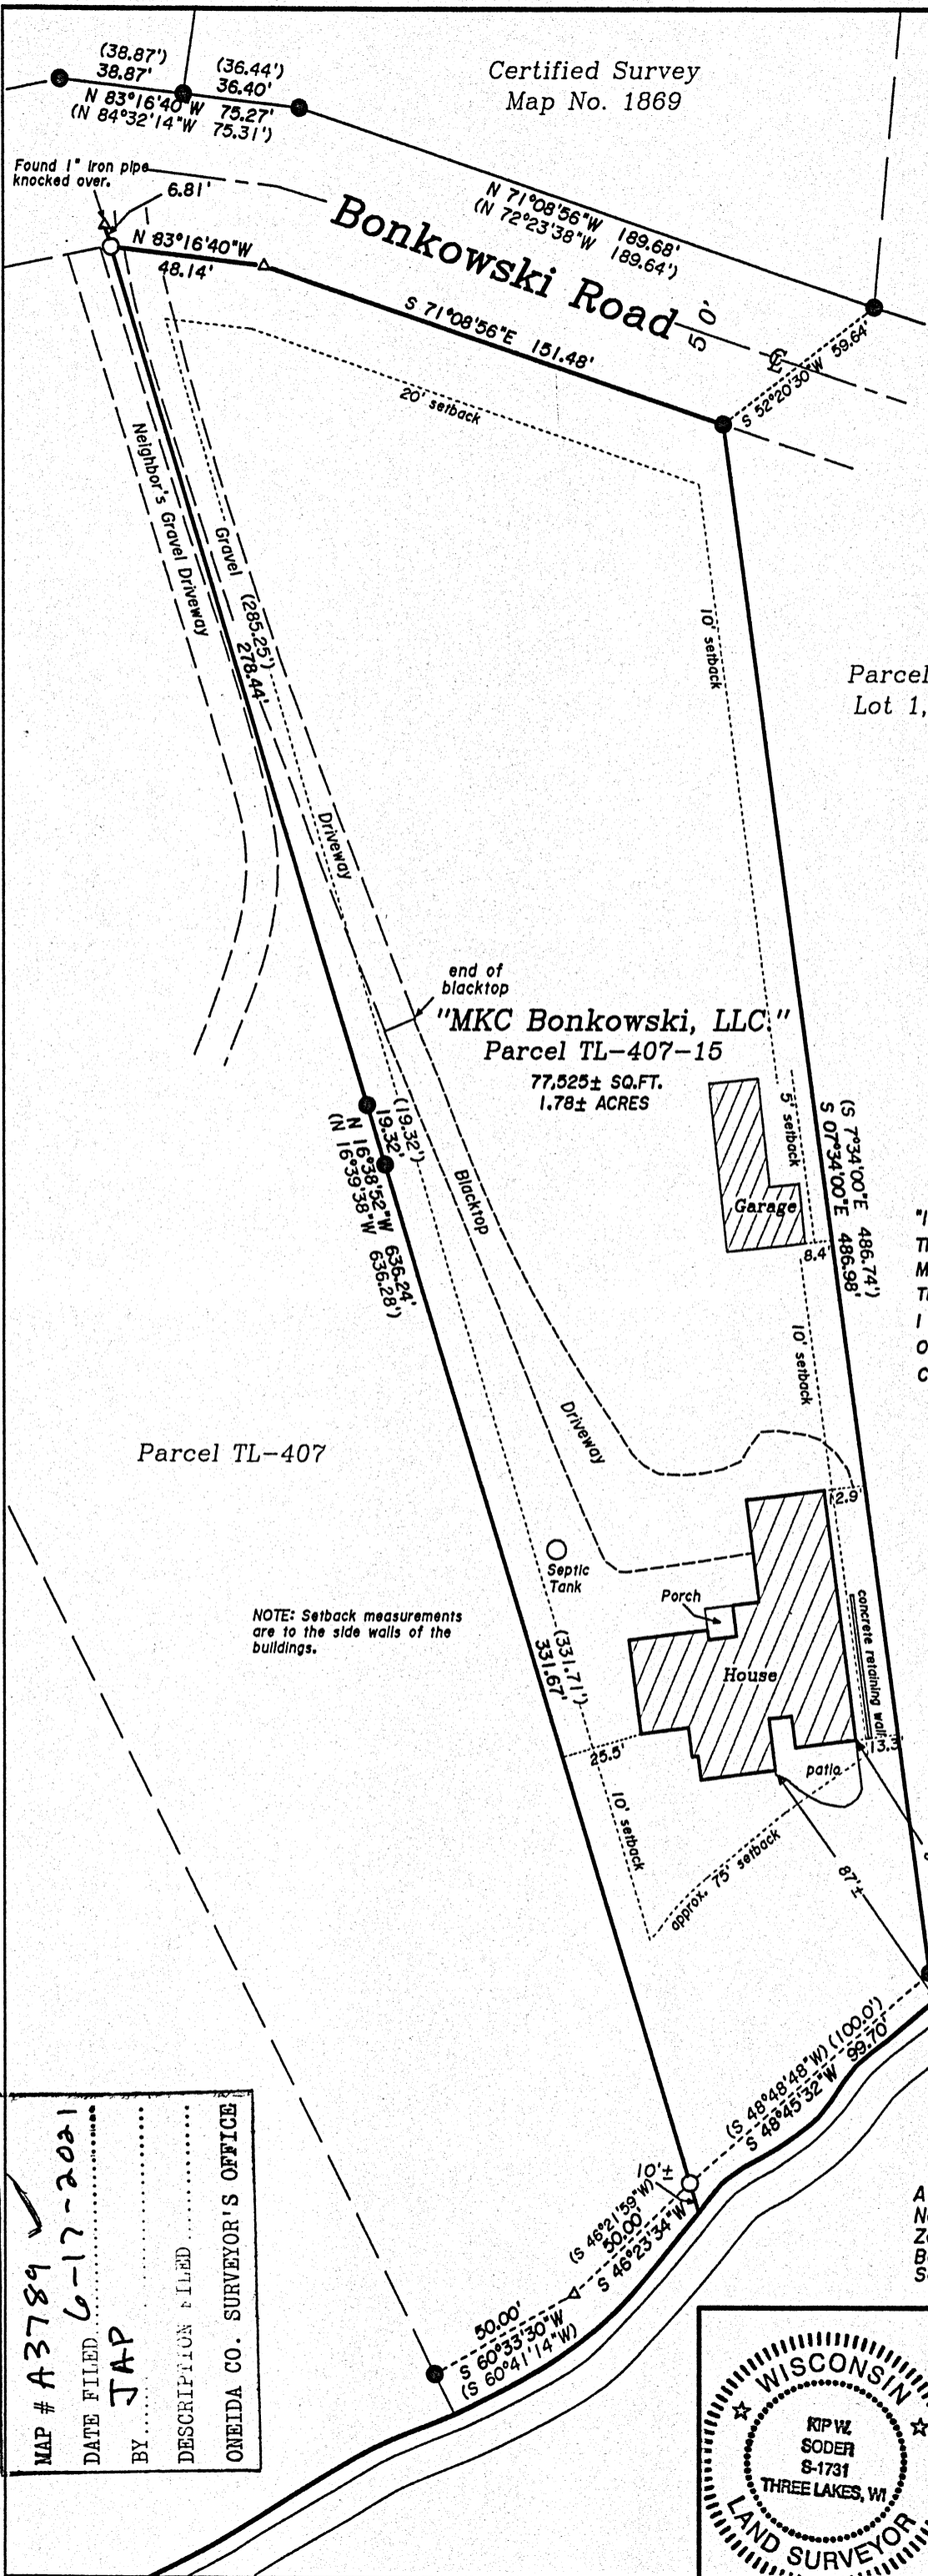 (38.87')
38.87'
(36.44')
36.40'
N 83°16'40"W 75.27'
(N 84°32'14"W 75.31')
Certified Survey
Map No. 1869
Found 1" iron pipe
knocked over.
6.81'
N 71°08'56"W 189.68'
(N 72°23'38"W 189.64')
Bonkowski Road
50'
CL
N 83°16'40"W
48.14'
S 71°08'56"E 151.48'
S 52°20'30"W 59.64'
20' setback
Neighbor's Gravel Driveway
Gravel
(285.25')
278.44'
Driveway
10' setback
Parcel
Lot 1,
end of
blacktop
"MKC Bonkowski, LLC."
Parcel TL-407-15
77,525± SQ.FT.
1.78± ACRES
5' setback
(S 7°34'00"E 486.74')
S 07°34'00"E 486.98'
(19.32')
19.32'
N 16°38'52"W 636.24'
(N 16°39'38"W 636.28')
Blacktop
Garage
8.4'
10' setback
"I
M
I
O
C
Driveway
Parcel TL-407
12.9'
Septic
Tank
Porch
NOTE: Setback measurements
are to the side walls of the
buildings.
(331.71')
331.67'
House
concrete retaining wall
25.5'
13.3'
patio
10' setback
approx. 75' setback
87'±
(S 48°48'48"W) (100.0')
S 48°45'32"W 99.70'
10'±
(S 46°21'59"W)
50.00'
S 46°23'34"W
50.00'
S 60°33'30"W
(S 60°41'14"W)
MAP # A3789
DATE FILED 6-17-2021
BY JAP
DESCRIPTION FILED
ONEIDA CO. SURVEYOR'S OFFICE
A
WISCONSIN
KIP W.
SODER
S-1731
THREE LAKES, WI
LAND SURVEYOR